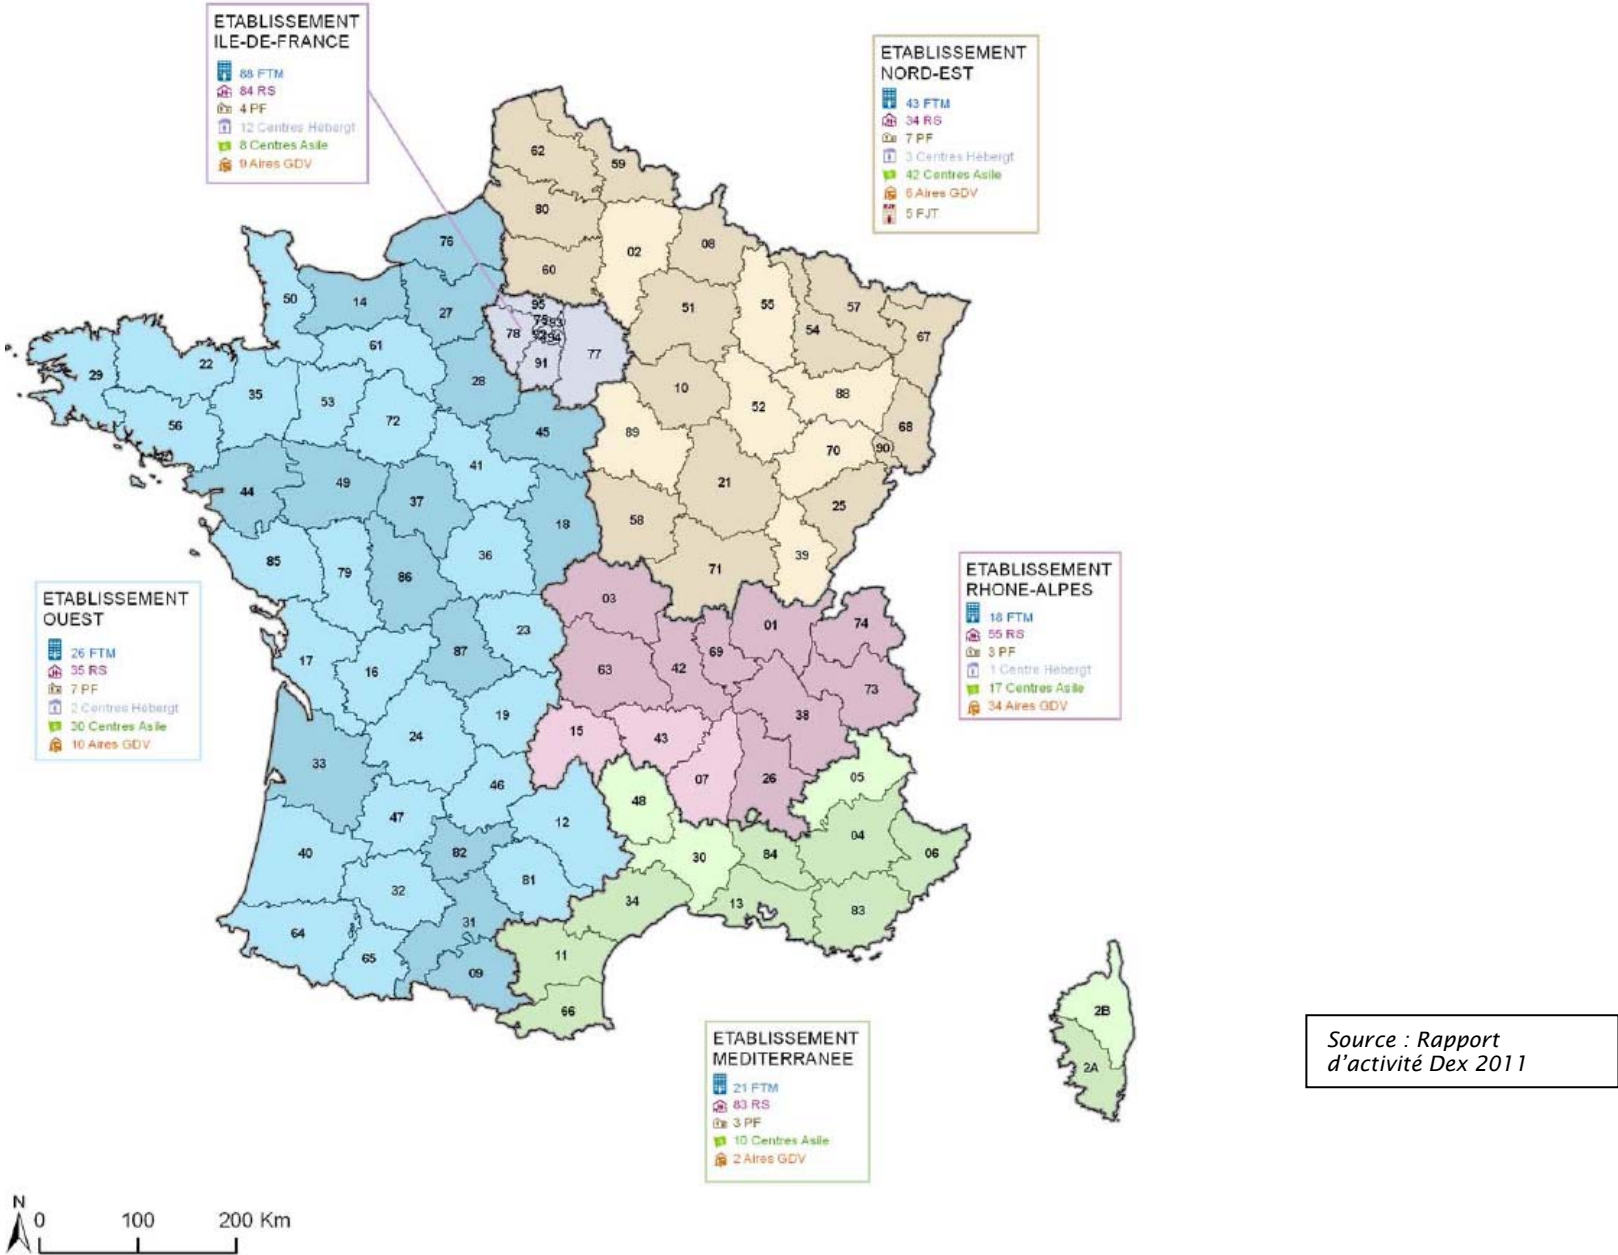 ETABLISSEMENT
ILE-DE-FRANCE
88 FTM
84 RS
4 PF
12 Centres Hébergt
8 Centres Asile
9 Aires GDV
ETABLISSEMENT
NORD-EST
43 FTM
34 RS
7 PF
3 Centres Hébergt
42 Centres Asile
6 Aires GDV
5 FJT
62
59
80
76
02
08
60
50
14
27
95
51
55
57
78
54
67
61
77
22
91
29
28
10
88
35
53
52
72
56
45
89
68
41
70
90
44
49
37
21
18
58
25
85
79
86
36
39
71
ETABLISSEMENT
OUEST
26 FTM
35 RS
7 PF
2 Centres Hébergt
30 Centres Asile
10 Aires GDV
ETABLISSEMENT
RHONE-ALPES
18 FTM
55 RS
3 PF
1 Centre Hébergt
17 Centres Asile
34 Aires GDV
03
01
74
23
87
69
17
16
63
42
73
19
38
24
15
43
33
07
26
05
46
48
47
12
04
40
82
30
84
06
32
81
34
13
83
31
64
65
11
09
66
2B
2A
ETABLISSEMENT
MEDITERRANEE
21 FTM
83 RS
3 PF
10 Centres Asile
2 Aires GDV
Source : Rapport
d'activité Dex 2011
N
0 100 200 Km